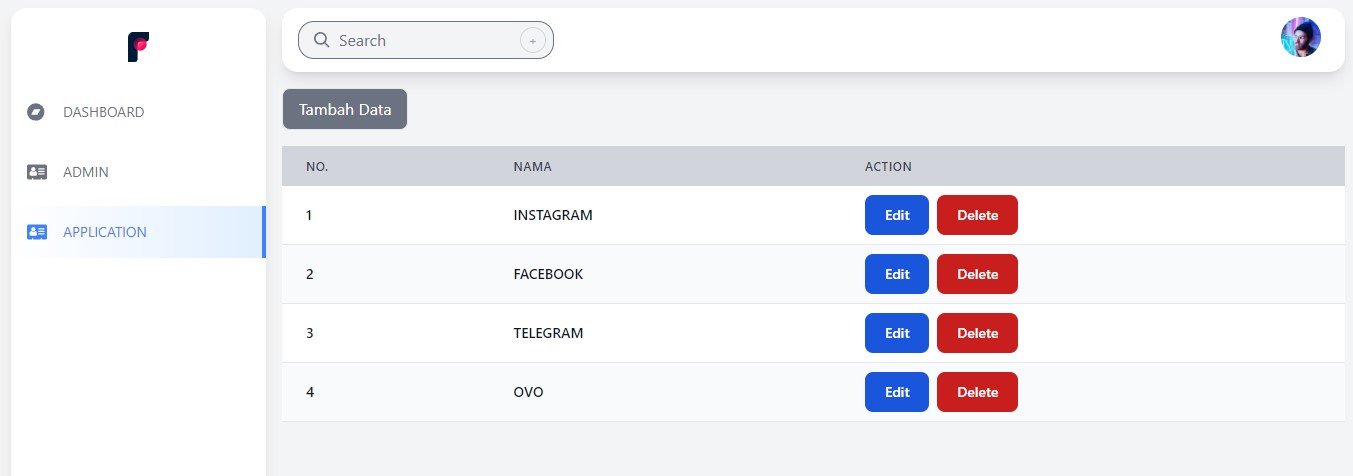 Search
+
DASHBOARD
ADMIN
APPLICATION
Tambah Data
NO. NAMA ACTION
1 INSTAGRAM Edit Delete
2 FACEBOOK Edit Delete
3 TELEGRAM Edit Delete
4 OVO Edit Delete